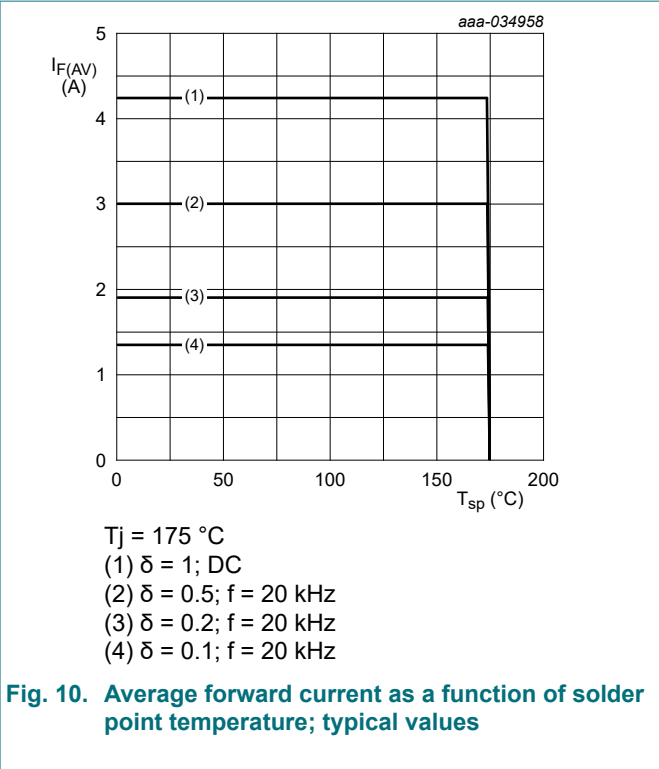 aaa-034958
5
I_F(AV)
(A)
(1)
4
3
(2)
2
(3)
(4)
1
0
0 50 100 150 200
T_sp (°C)
Tj = 175 °C
(1) δ = 1; DC
(2) δ = 0.5; f = 20 kHz
(3) δ = 0.2; f = 20 kHz
(4) δ = 0.1; f = 20 kHz
Fig. 10. Average forward current as a function of solder
point temperature; typical values